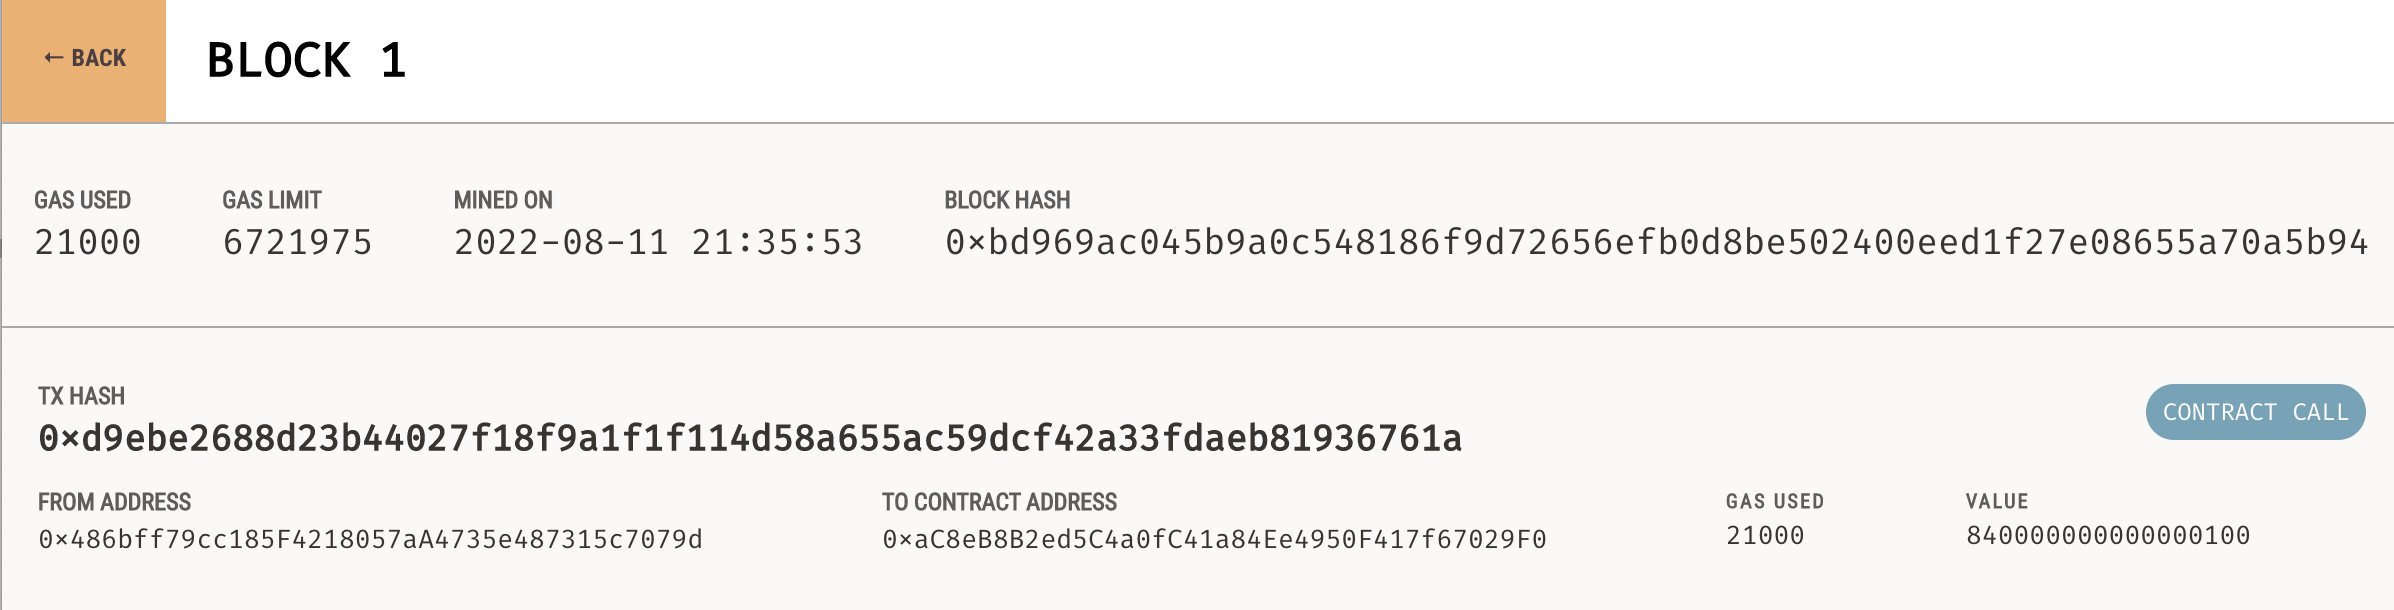 ← BACK BLOCK 1
GAS USED GAS LIMIT MINED ON BLOCK HASH
21000 6721975 2022-08-11 21:35:53 0×bd969ac045b9a0c548186f9d72656efb0d8be502400eed1f27e08655a70a5b94
TX HASH
0×d9ebe2688d23b44027f18f9a1f1f114d58a655ac59dcf42a33fdaeb81936761a
CONTRACT CALL
FROM ADDRESS TO CONTRACT ADDRESS GAS USED VALUE
0×486bff79cc185F4218057aA4735e487315c7079d 0×aC8eB8B2ed5C4a0fC41a84Ee4950F417f67029F0 21000 840000000000000100